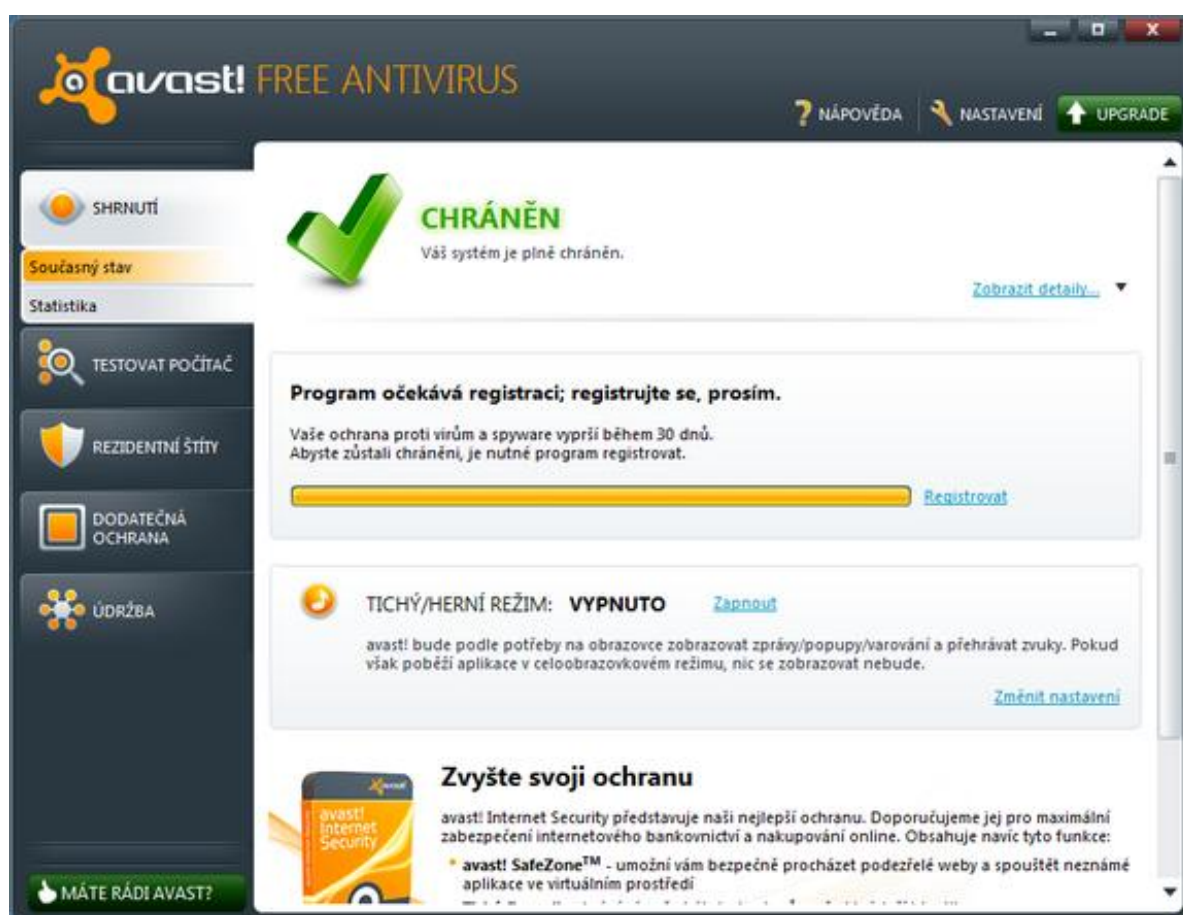 avast! FREE ANTIVIRUS
NÁPOVĚDA
NASTAVENÍ
UPGRADE
SHRNUTÍ
Současný stav
Statistika
TESTOVAT POČÍTAČ
REZIDENTNÍ ŠTÍTY
DODATEČNÁ
OCHRANA
ÚDRŽBA
MÁTE RÁDI AVAST?
CHRÁNĚN
Váš systém je plně chráněn.
Zobrazit detaily...
Program očekává registraci; registrujte se, prosím.
Vaše ochrana proti virům a spyware vyprší během 30 dnů.
Abyste zůstali chráněni, je nutné program registrovat.
Registrovat
TICHÝ/HERNÍ REŽIM: VYPNUTO Zapnout
avast! bude podle potřeby na obrazovce zobrazovat zprávy/popupy/varování a přehrávat zvuky. Pokud
však poběží aplikace v celoobrazovkovém režimu, nic se zobrazovat nebude.
Změnit nastavení
avast!
Internet
Security
Zvyšte svoji ochranu
avast! Internet Security představuje naši nejlepší ochranu. Doporučujeme jej pro maximální
zabezpečení internetového bankovnictví a nakupování online. Obsahuje navíc tyto funkce:
avast! SafeZone™ - umožní vám bezpečně procházet podezřelé weby a spouštět neznámé
aplikace ve virtuálním prostředí